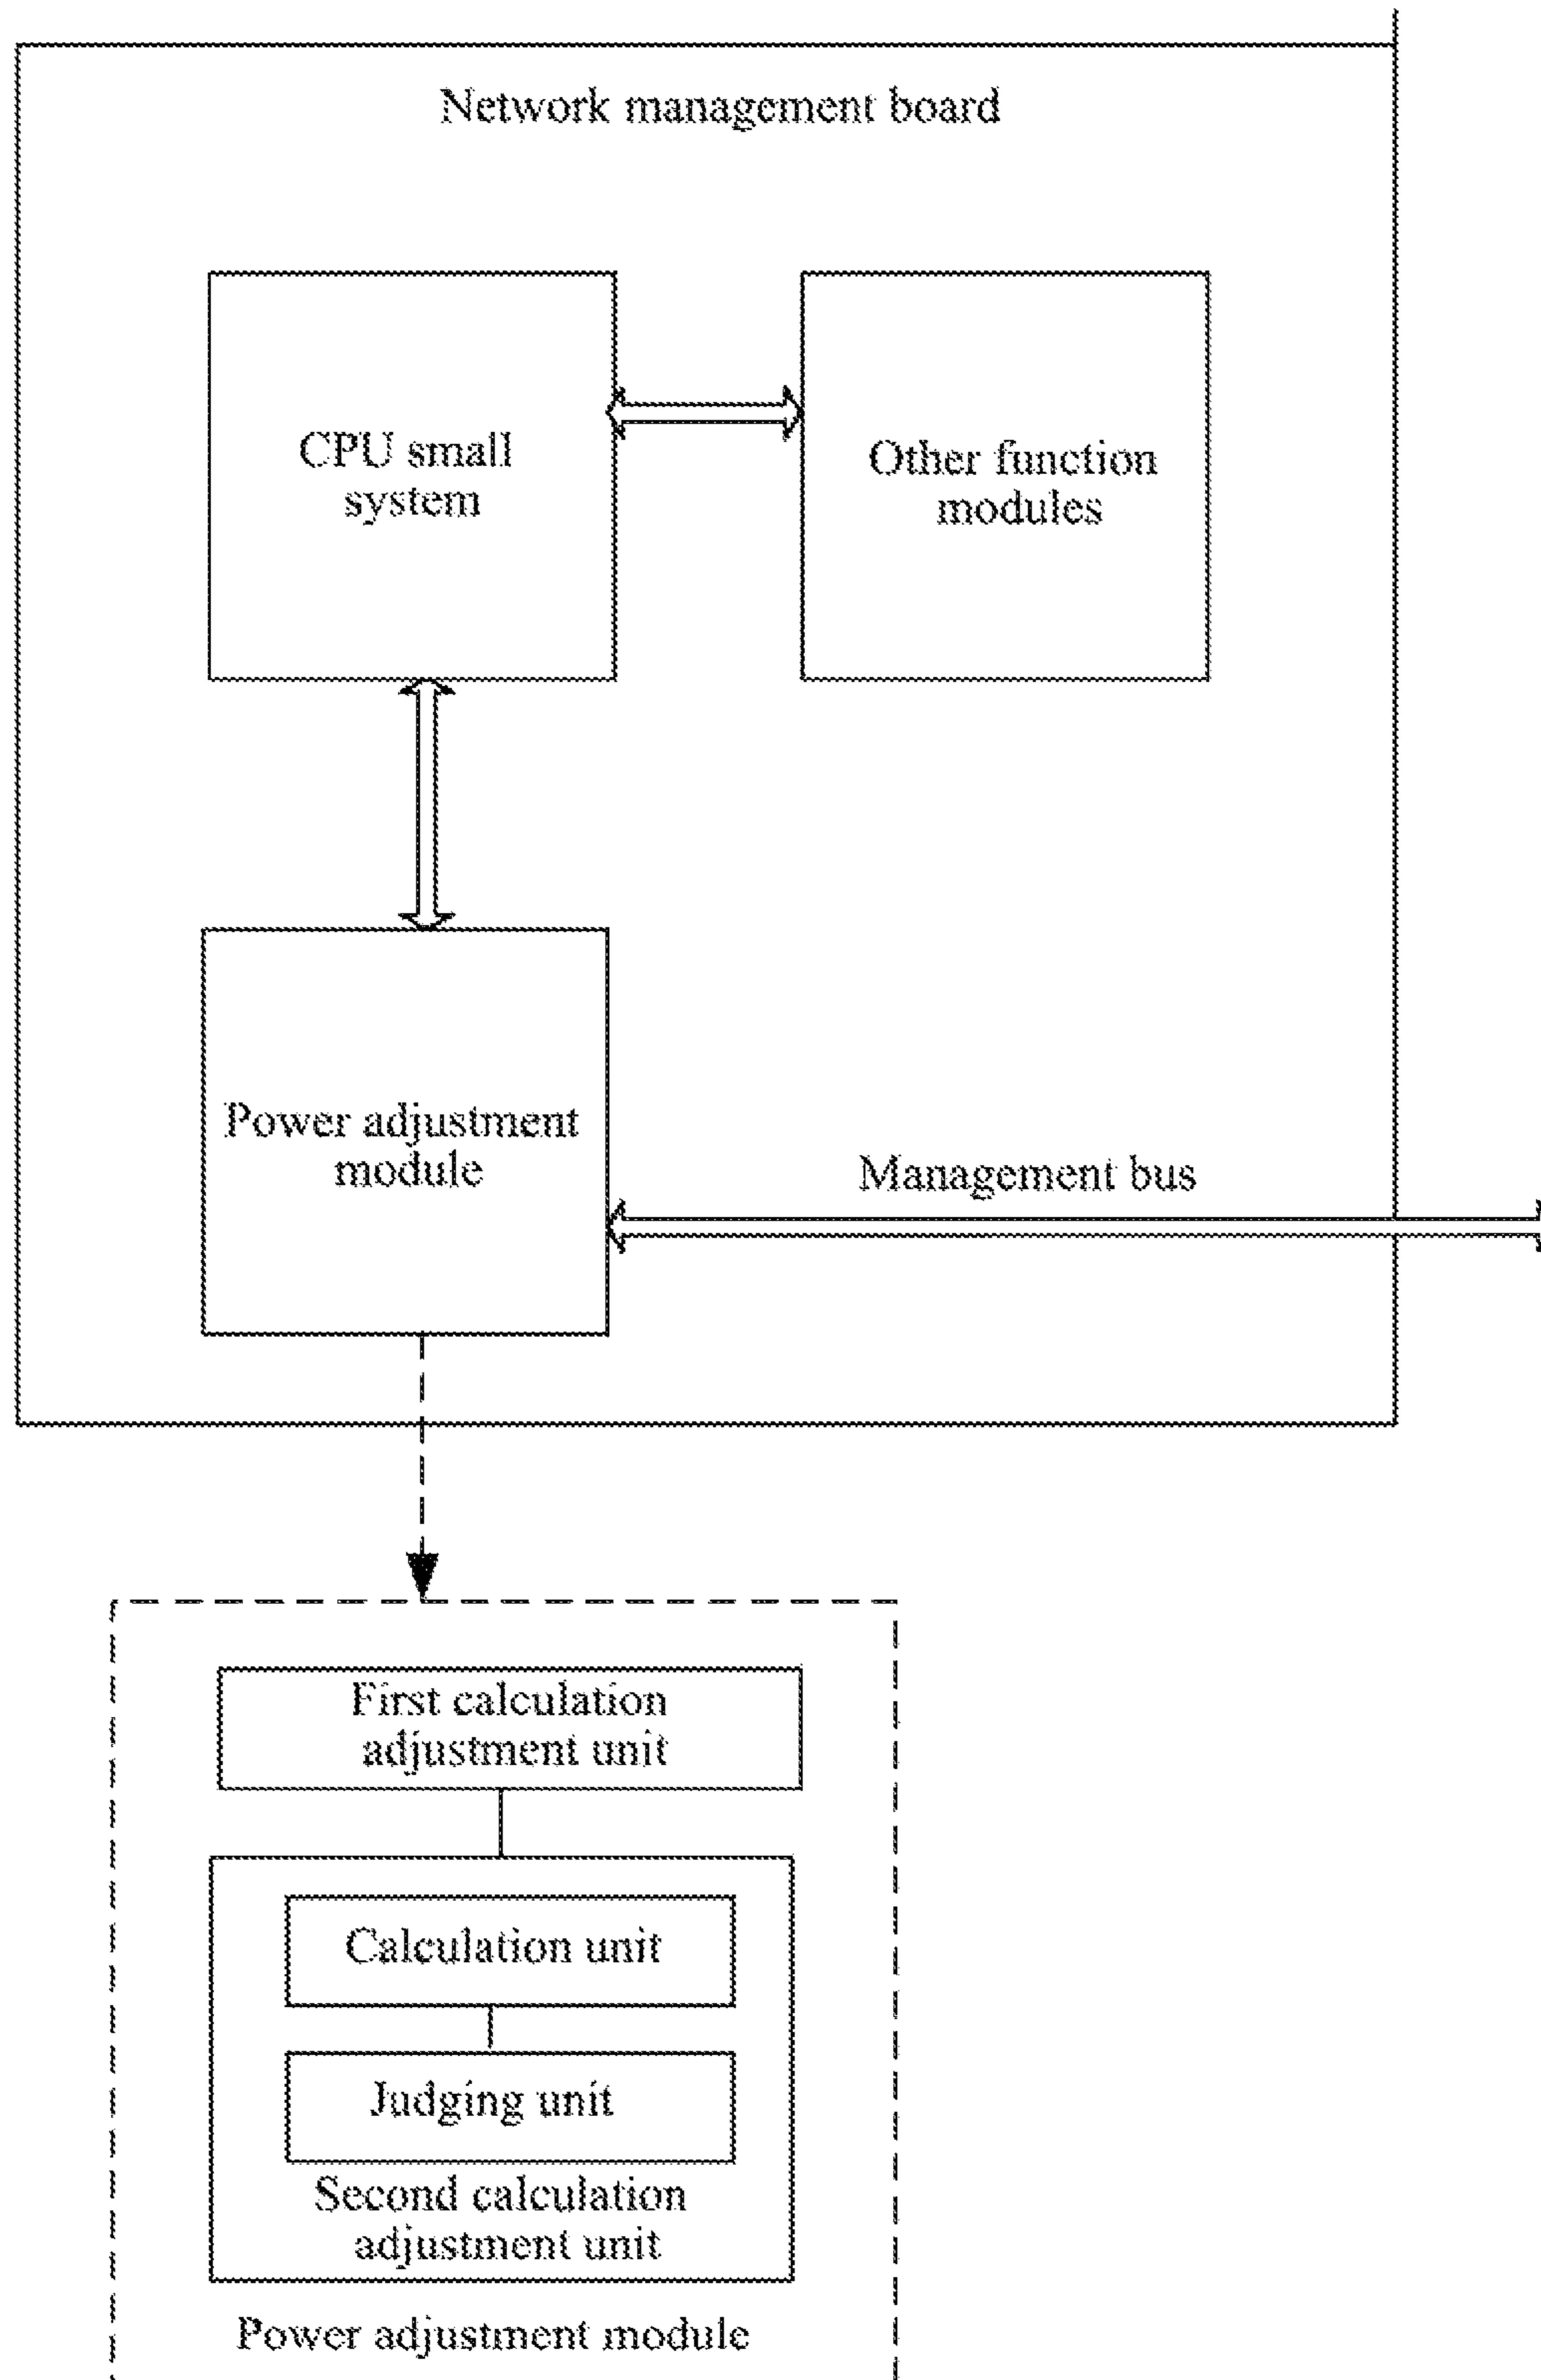 Network management board
CPU small
system
Other function
modules
Power adjustment
module
Management bus
First calculation
adjustment unit
Calculation unit
Judging unit
Second calculation
adjustment unit
Power adjustment module